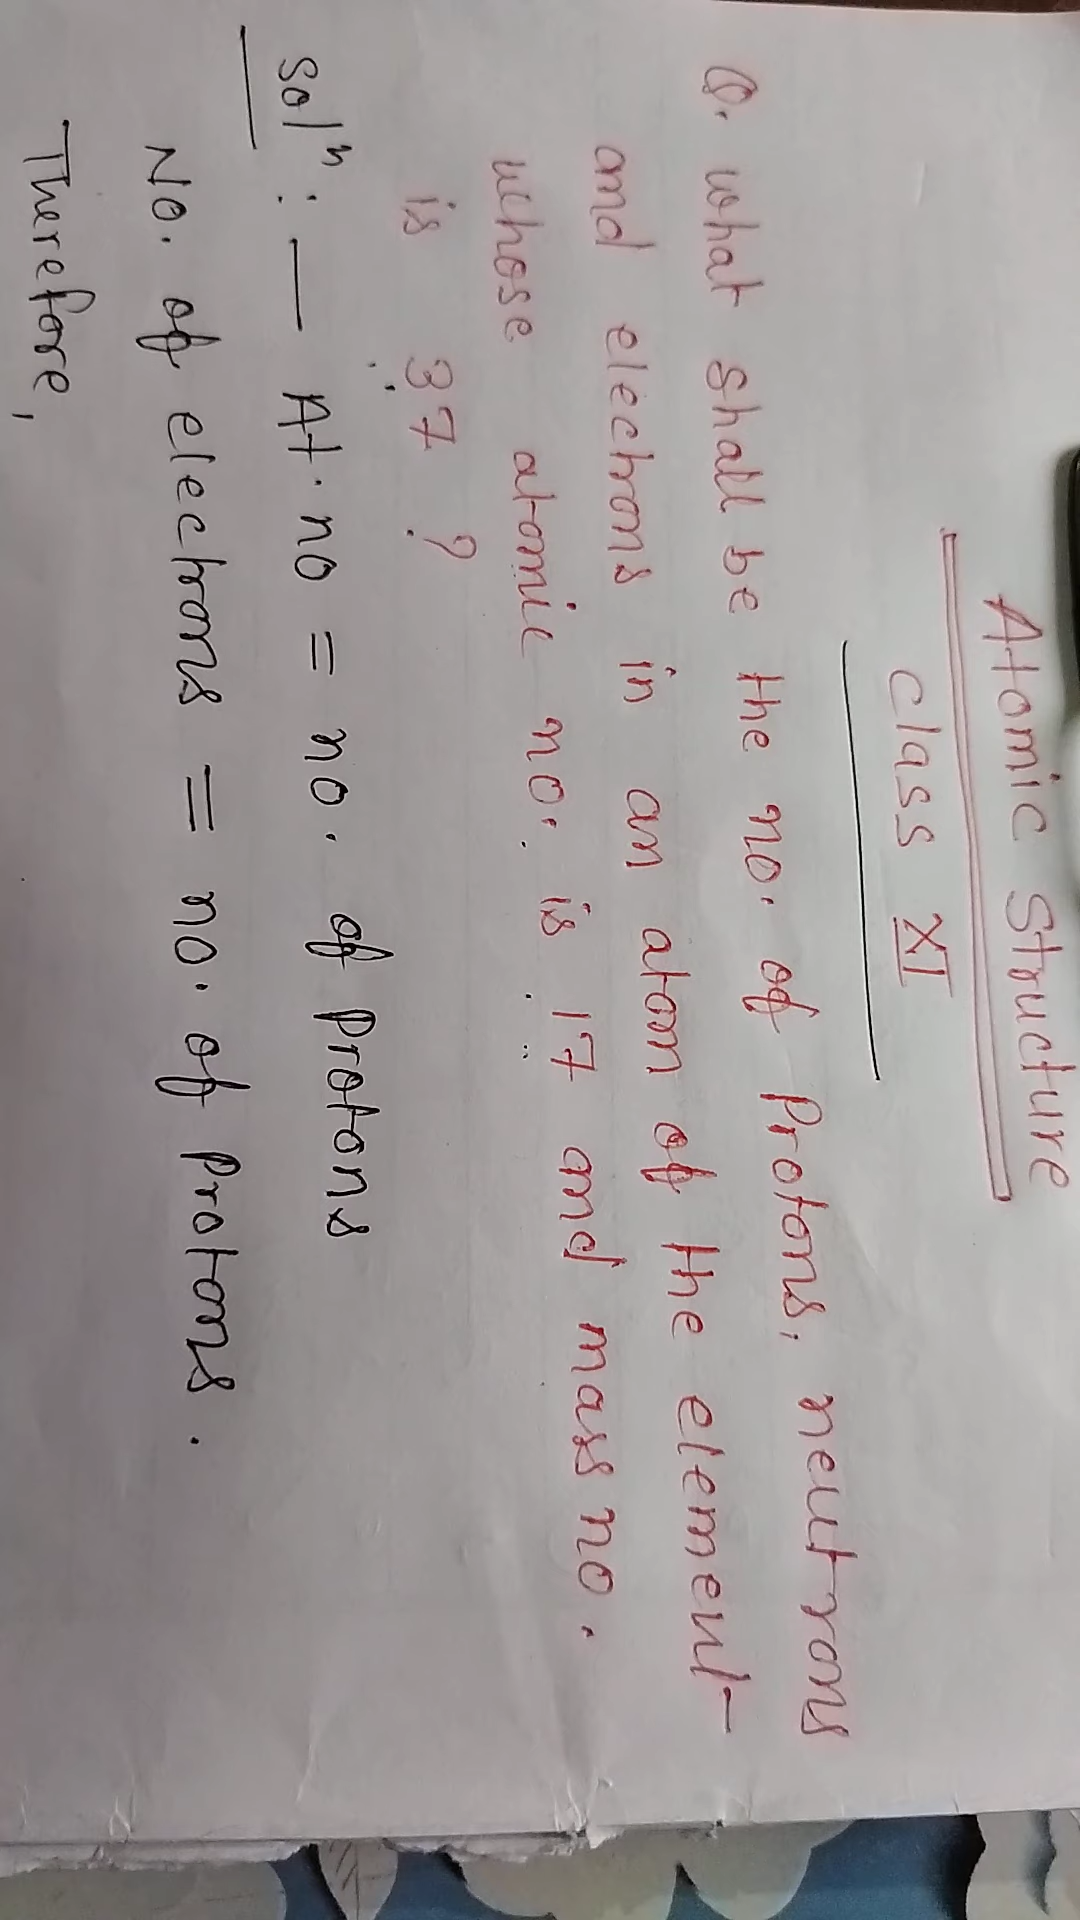 Atomic Structure
Class XI
Q. what shall be the no. of Protons, neutrons
and electrons in an atom of the element
whose atomic no. is 17 and mass no.
is 37 ?
Solⁿ : — At. no = no. of Protons
No. of electrons = no. of Protons.
Therefore,